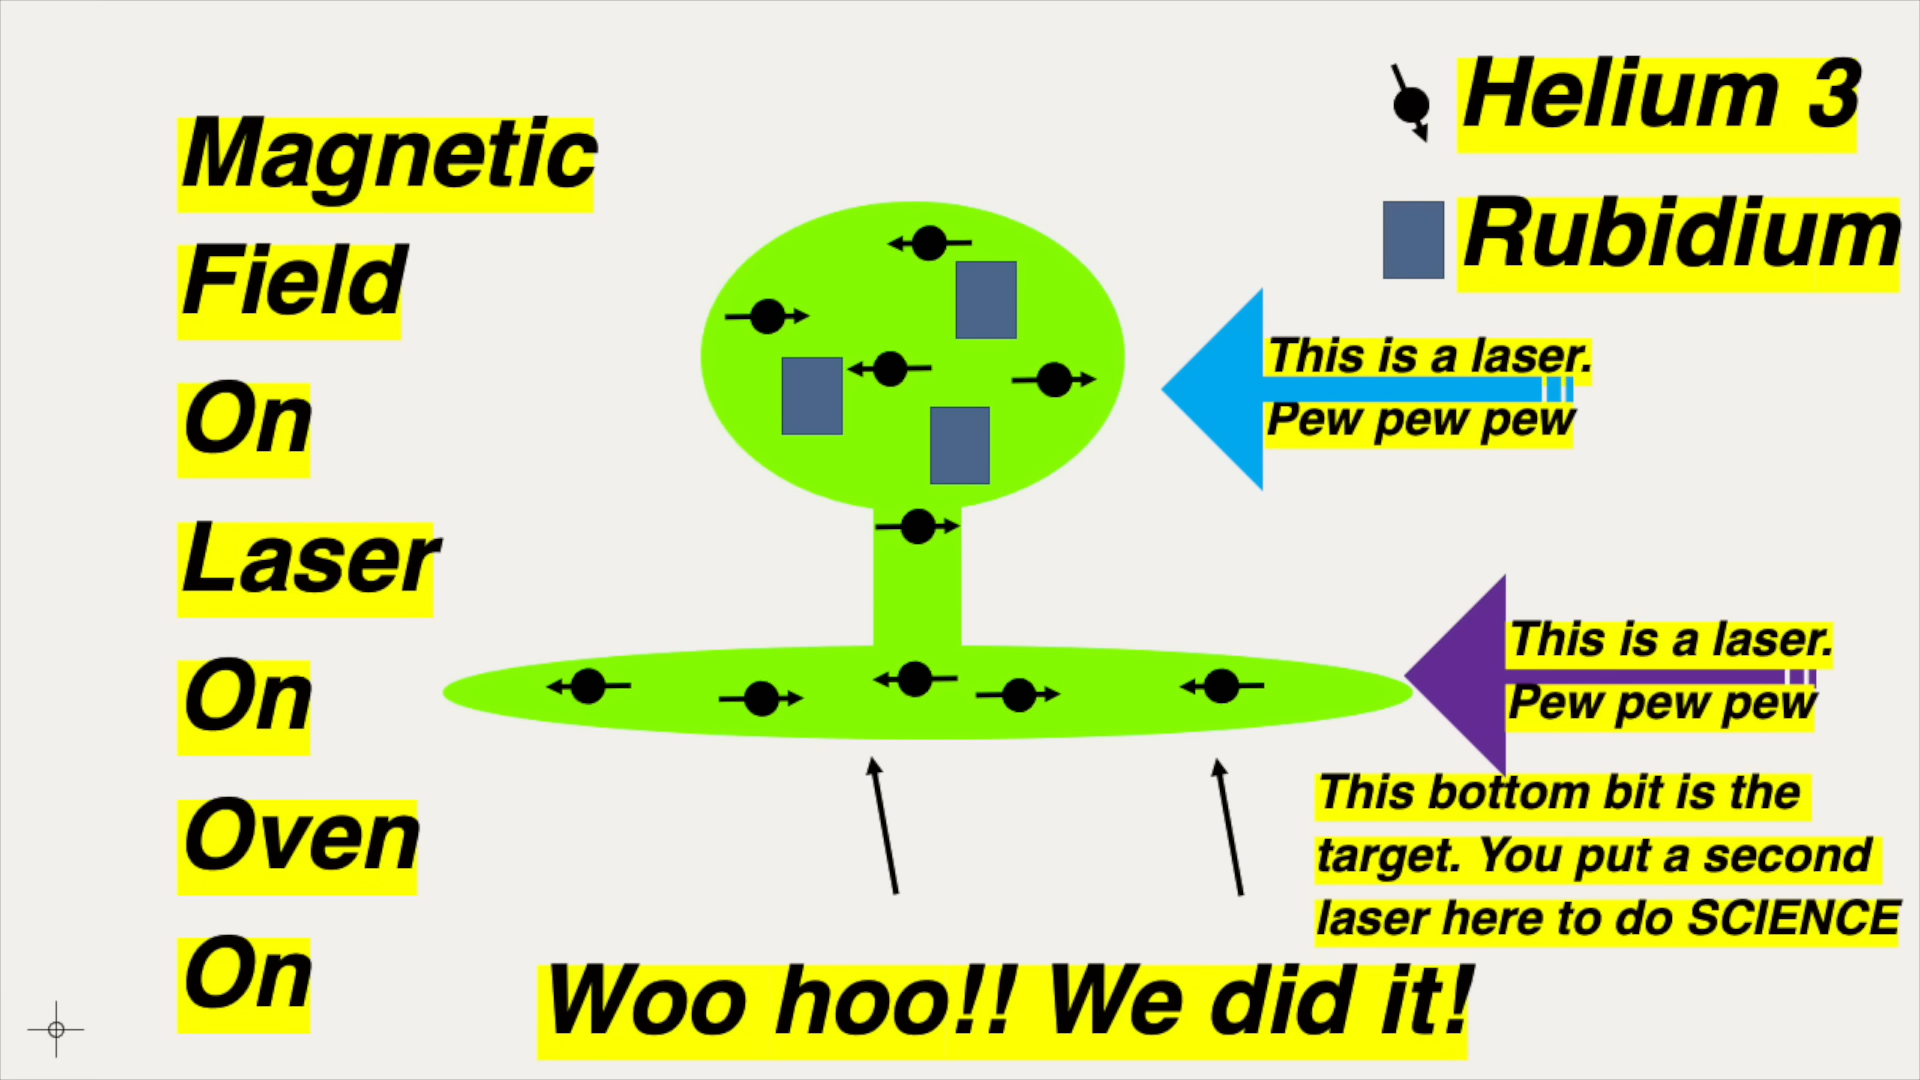 Magnetic
Field
On
Laser
On
Oven
On
Helium 3
Rubidium
This is a laser.
Pew pew pew
This is a laser.
Pew pew pew
This bottom bit is the
target. You put a second
laser here to do SCIENCE
Woo hoo!! We did it!